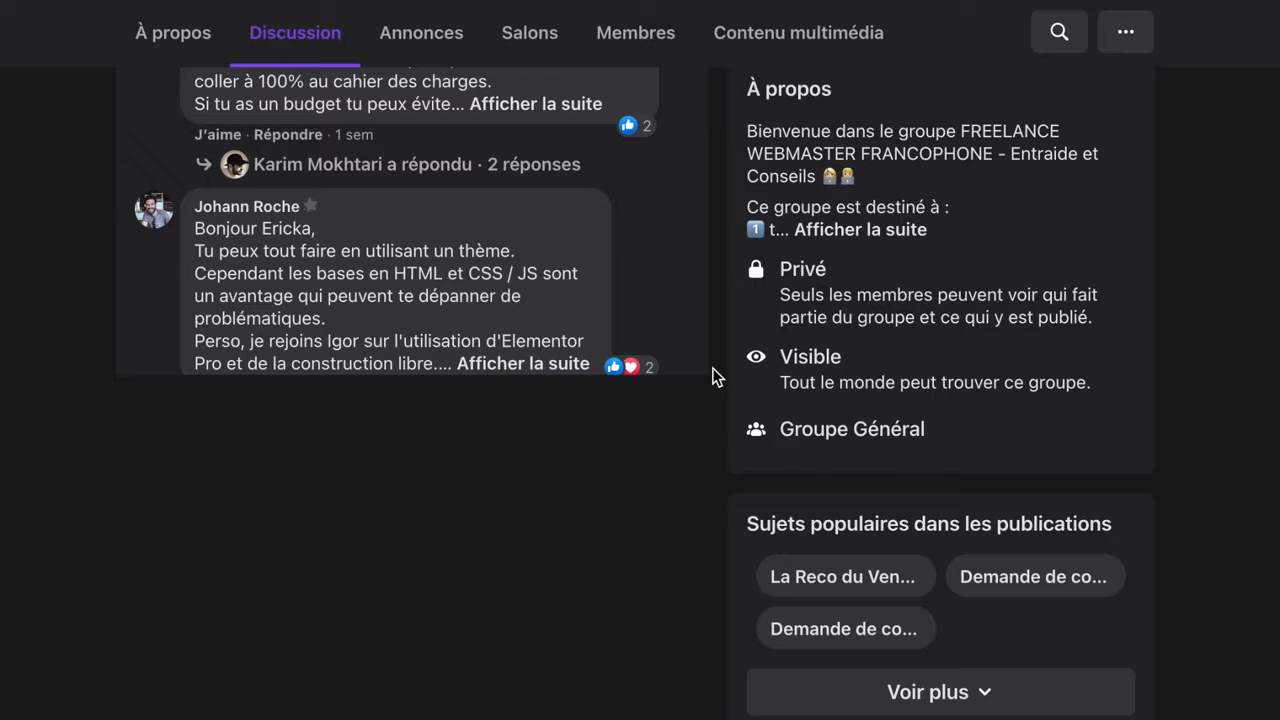 À propos
Discussion
Annonces
Salons
Membres
Contenu multimédia
coller à 100% au cahier des charges.
Si tu as un budget tu peux évite... Afficher la suite
2
J'aime · Répondre · 1 sem
Karim Mokhtari a répondu · 2 réponses
Johann Roche
Bonjour Ericka,
Tu peux tout faire en utilisant un thème.
Cependant les bases en HTML et CSS / JS sont
un avantage qui peuvent te dépanner de
problématiques.
Perso, je rejoins Igor sur l'utilisation d'Elementor
Pro et de la construction libre.... Afficher la suite
2
À propos
Bienvenue dans le groupe FREELANCE
WEBMASTER FRANCOPHONE - Entraide et
Conseils 👩‍💻👨‍💻
Ce groupe est destiné à :
1️⃣ t... Afficher la suite
Privé
Seuls les membres peuvent voir qui fait
partie du groupe et ce qui y est publié.
Visible
Tout le monde peut trouver ce groupe.
Groupe Général
Sujets populaires dans les publications
La Reco du Ven...
Demande de co...
Demande de co...
Voir plus